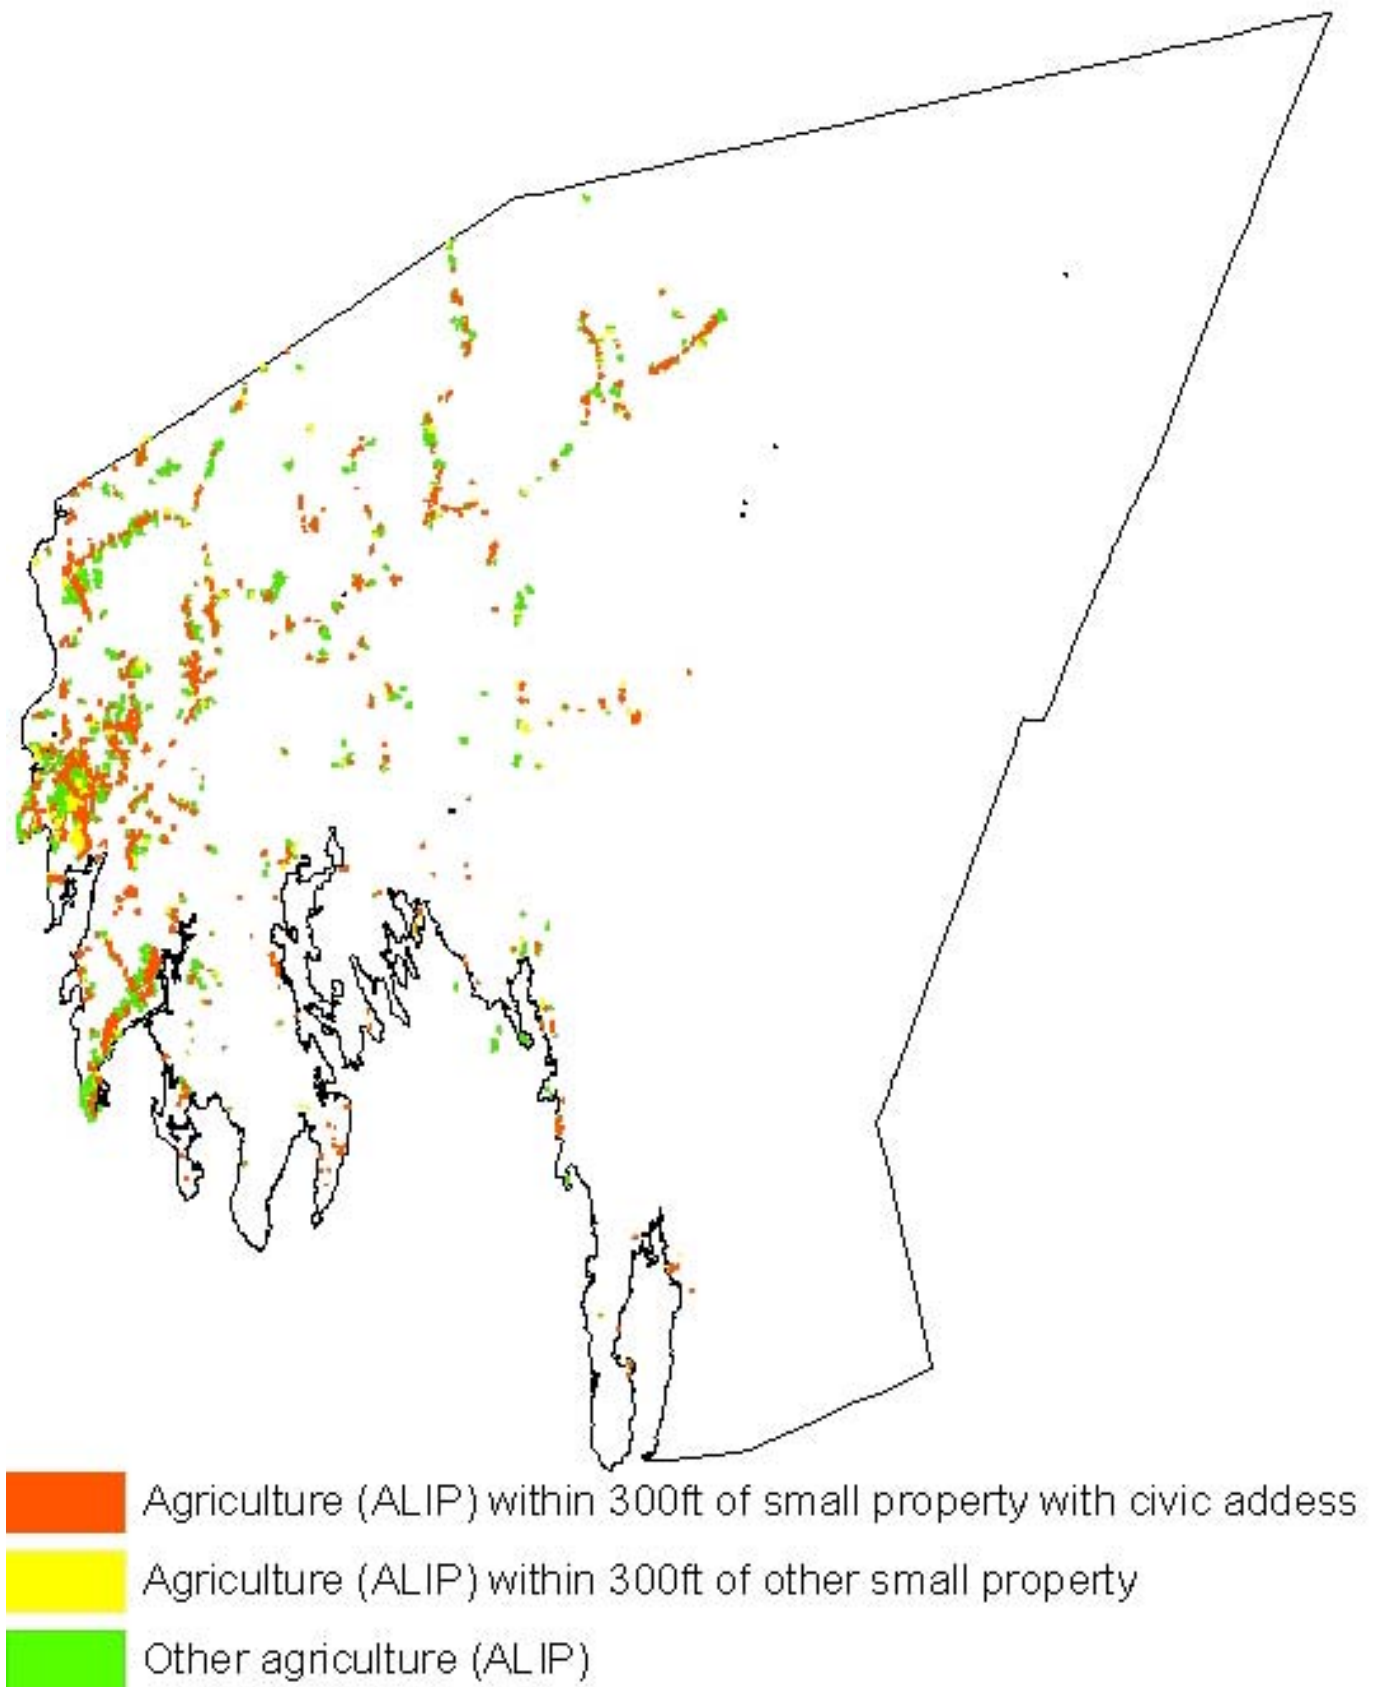 Agriculture (ALIP) within 300ft of small property with civic addess
Agriculture (ALIP) within 300ft of other small property
Other agriculture (ALIP)